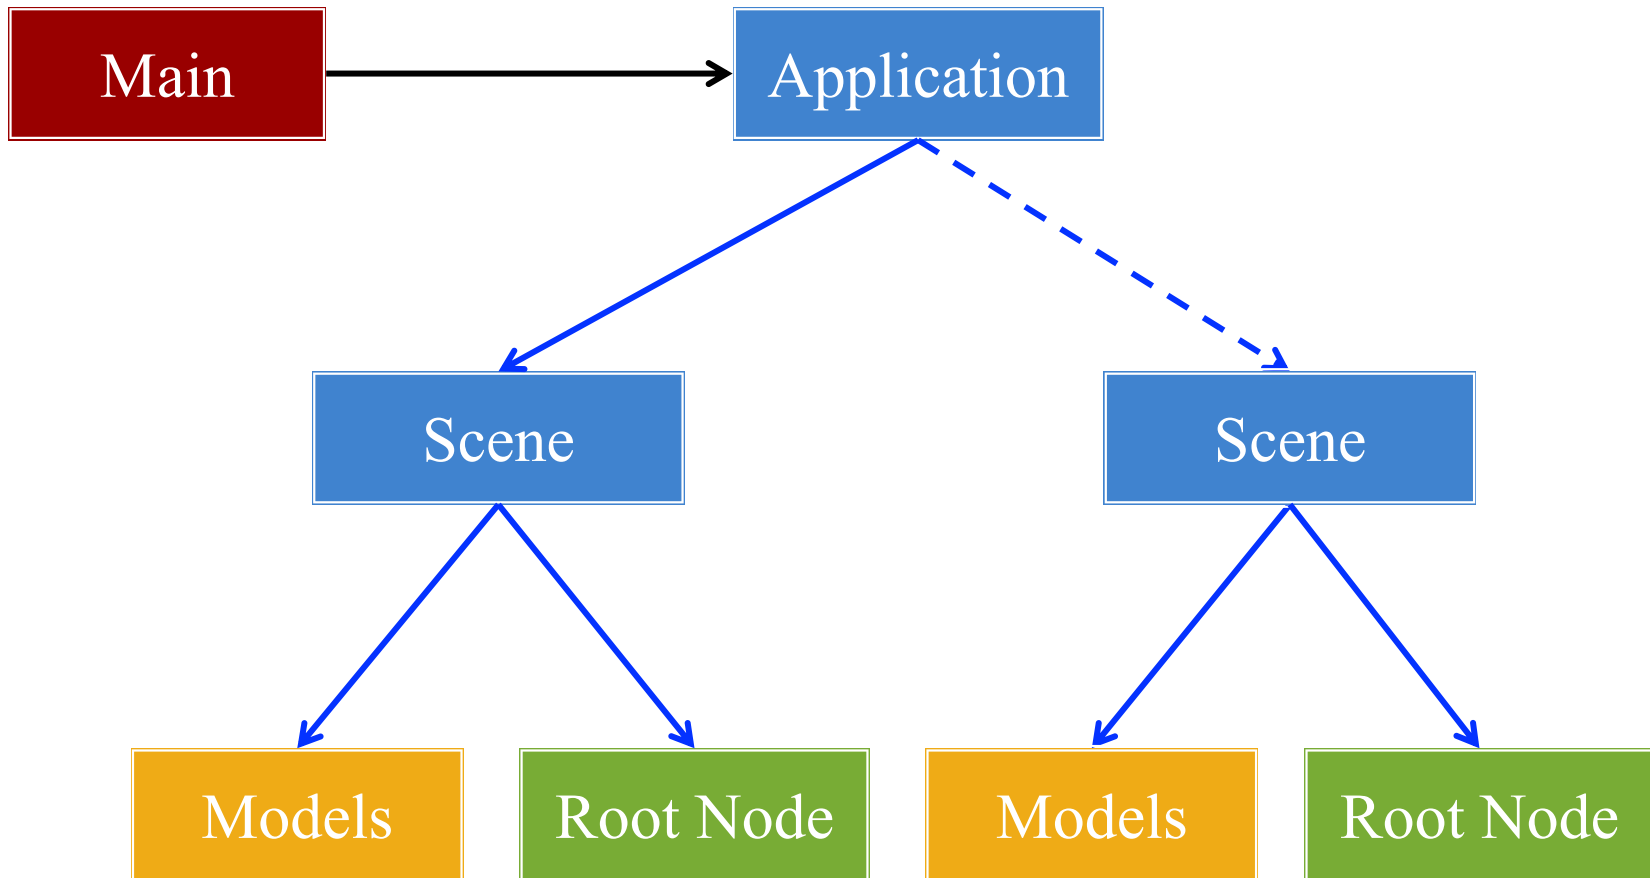 Main
Application
Scene
Scene
Models
Root Node
Models
Root Node